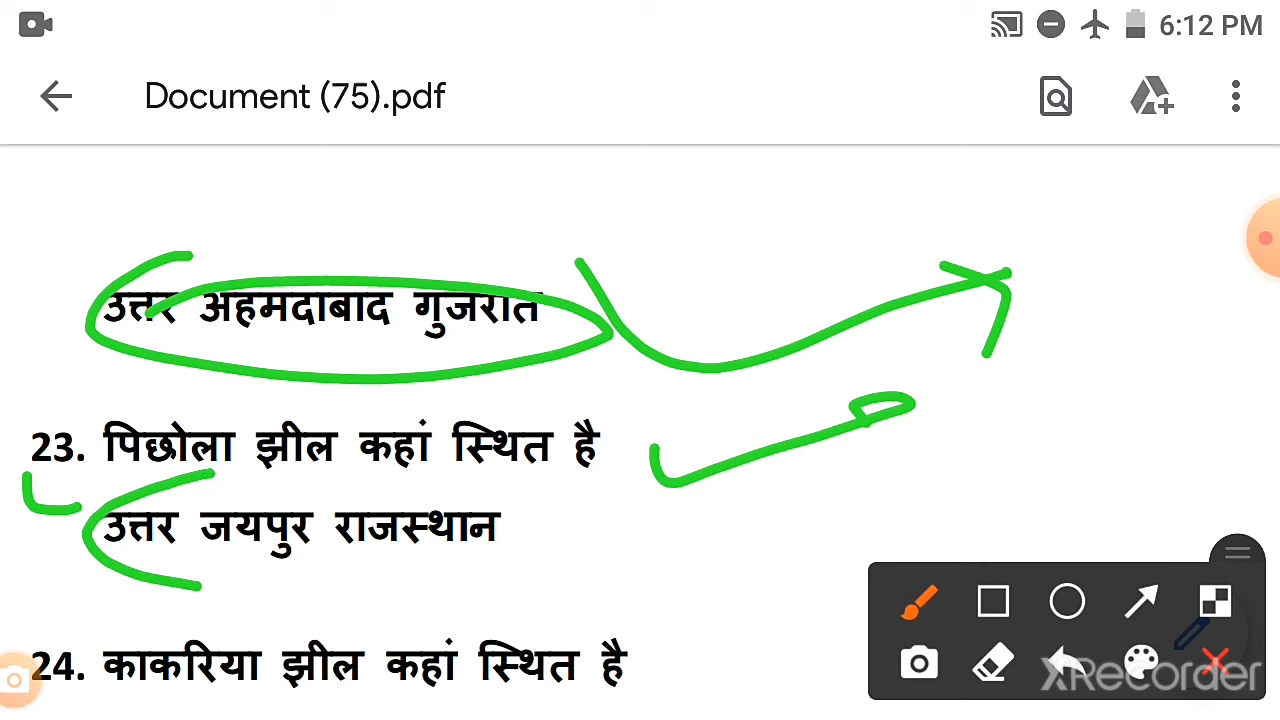 6:12 PM
Document (75).pdf
उत्तर अहमदाबाद गुजरात
23. पिछोला झील कहां स्थित है
उत्तर जयपुर राजस्थान
24. काकरिया झील कहां स्थित है
XRecorder